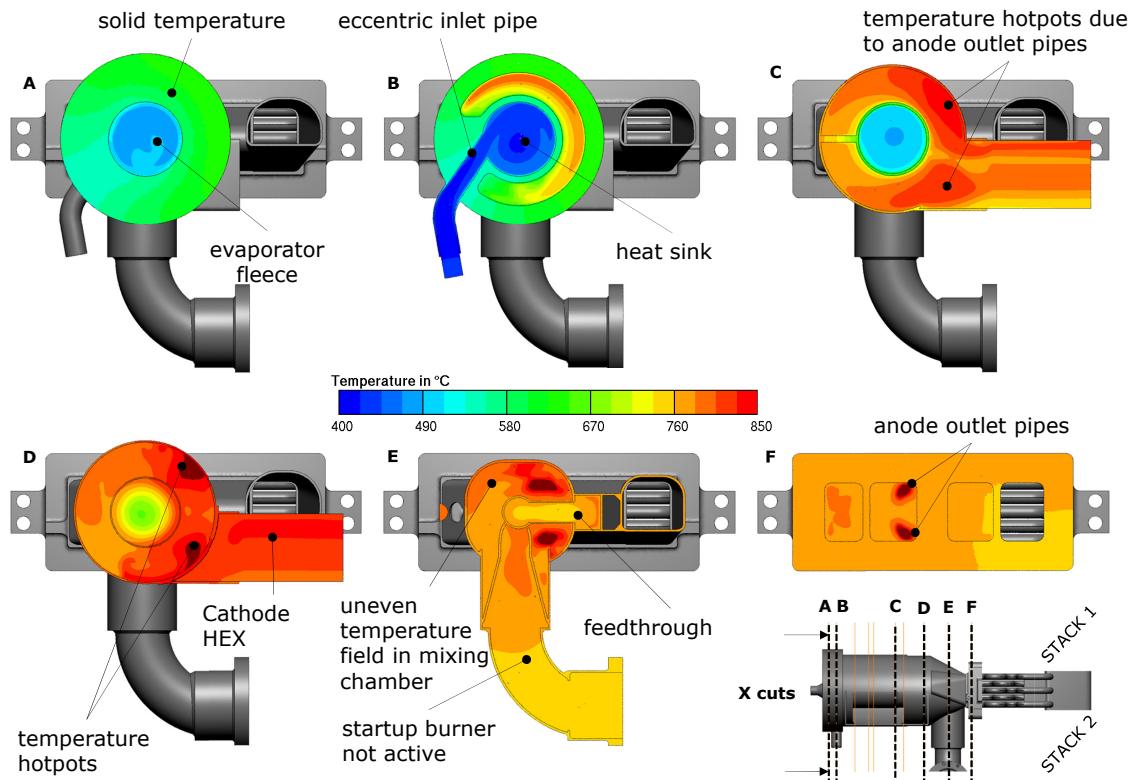 solid temperature
eccentric inlet pipe
temperature hotpots due
to anode outlet pipes
A
B
C
evaporator
fleece
heat sink
Temperature in °C
400 490 580 670 760 850
D
E
F
anode outlet pipes
Cathode
HEX
uneven
temperature
field in mixing
chamber
feedthrough
startup burner
not active
temperature
hotpots
A B C D E F
X cuts
STACK 1
STACK 2